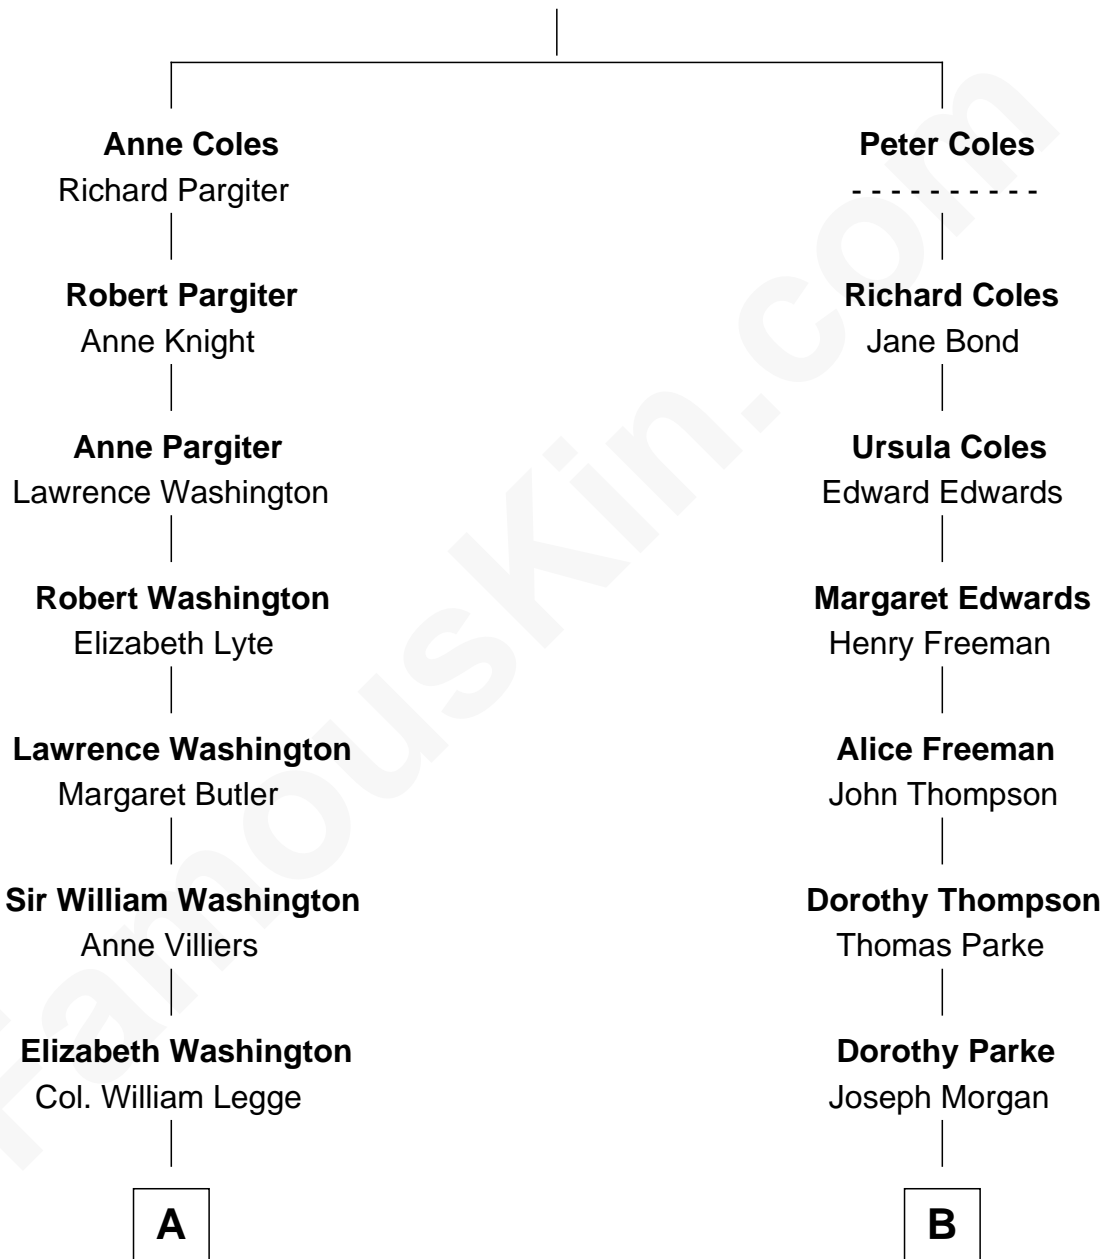 Anne Coles
Richard Pargiter
Robert Pargiter
Anne Knight
Anne Pargiter
Lawrence Washington
Robert Washington
Elizabeth Lyte
Lawrence Washington
Margaret Butler
Sir William Washington
Anne Villiers
Elizabeth Washington
Col. William Legge
A
Peter Coles
- - - - - - - - - -
Richard Coles
Jane Bond
Ursula Coles
Edward Edwards
Margaret Edwards
Henry Freeman
Alice Freeman
John Thompson
Dorothy Thompson
Thomas Parke
Dorothy Parke
Joseph Morgan
B
FamousKin.com